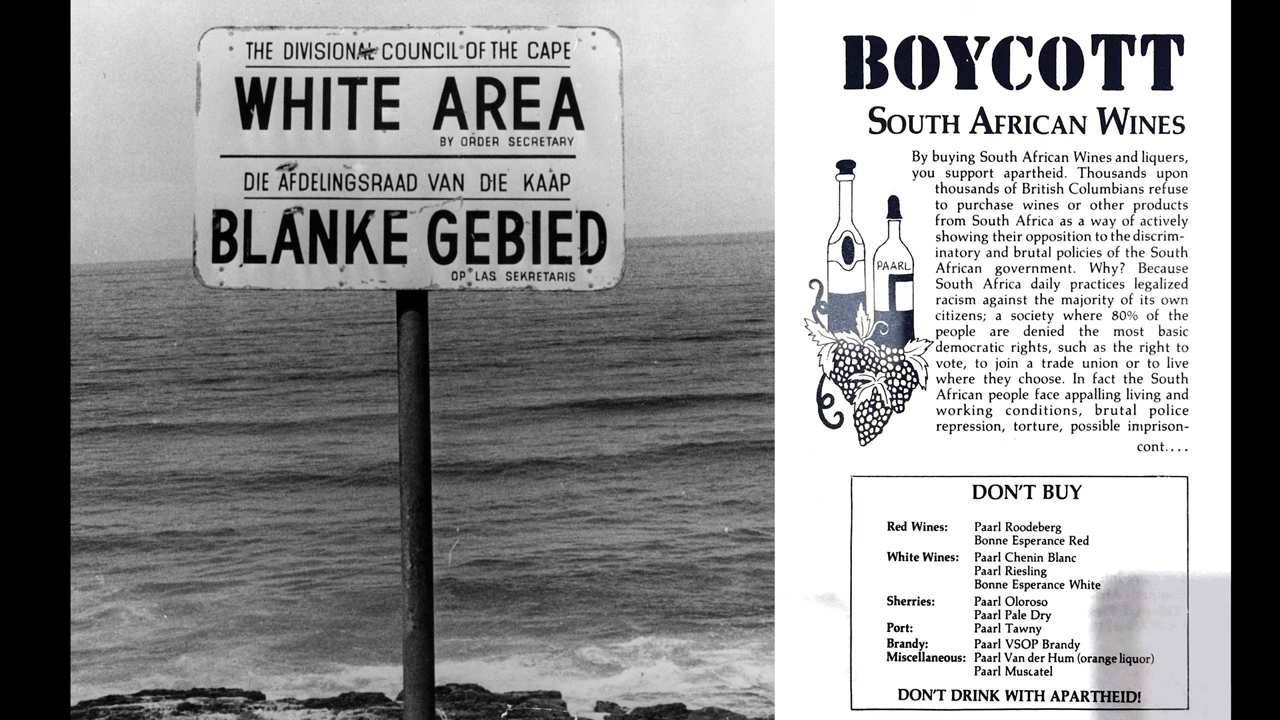 THE DIVISIONAL COUNCIL OF THE CAPE
WHITE AREA
BY ORDER SECRETARY
DIE AFDELINGSRAAD VAN DIE KAAP
BLANKE GEBIED
OP LAS SEKRETARIS
BOYCOTT
SOUTH AFRICAN WINES
By buying South African Wines and liquers,
you support apartheid. Thousands upon
thousands of British Columbians refuse
to purchase wines or other products
from South Africa as a way of actively
showing their opposition to the discrim-
inatory and brutal policies of the South
African government. Why? Because
South Africa daily practices legalized
racism against the majority of its own
citizens; a society where 80% of the
people are denied the most basic
democratic rights, such as the right to
vote, to join a trade union or to live
where they choose. In fact the South
African people face appalling living and
working conditions, brutal police
repression, torture, possible imprison-
cont....
PAARL
DON'T BUY
Red Wines: Paarl Roodeberg
Bonne Esperance Red
White Wines: Paarl Chenin Blanc
Paarl Riesling
Bonne Esperance White
Sherries: Paarl Oloroso
Paarl Pale Dry
Port: Paarl Tawny
Brandy: Paarl VSOP Brandy
Miscellaneous: Paarl Van der Hum (orange liquor)
Paarl Muscatel
DON'T DRINK WITH APARTHEID!